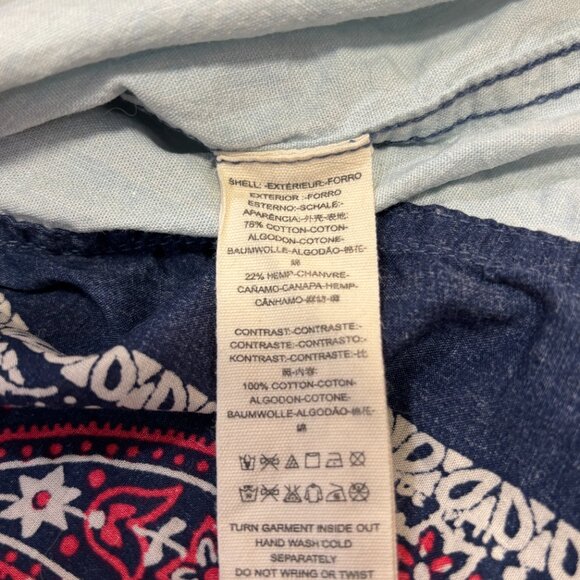 SHELL:-EXTÉRIEUR:-FORRO
EXTERIOR :-FORRO
ESTERNO:-SCHALE:-
APARÊNCIA:-外壳-表地:
78% COTTON-COTON-
ALGODON-COTONE-
BAUMWOLLE-ALGODÃO-棉花-
綿
22% HEMP-CHANVRE-
CAÑAMO-CANAPA-HEMP-
CÂNHAMO-麻-麻
CONTRAST:-CONTRASTE:-
CONTRASTE:-CONTRASTO:-
KONTRAST:-CONTRASTE:-比
照-内容:
100% COTTON-COTON-
ALGODON-COTONE-
BAUMWOLLE-ALGODÃO-棉花-
綿
TURN GARMENT INSIDE OUT
HAND WASH COLD
SEPARATELY
DO NOT WRING OR TWIST